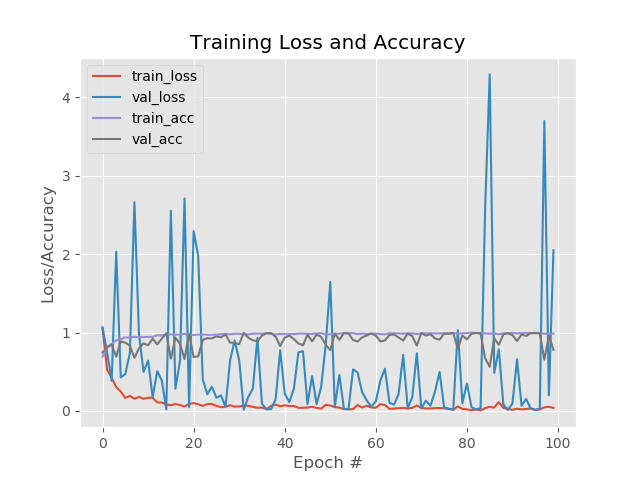 Training Loss and Accuracy
train_loss
val_loss
train_acc
val_acc
Loss/Accuracy
4
3
2
1
0
0 20 40 60 80 100
Epoch #